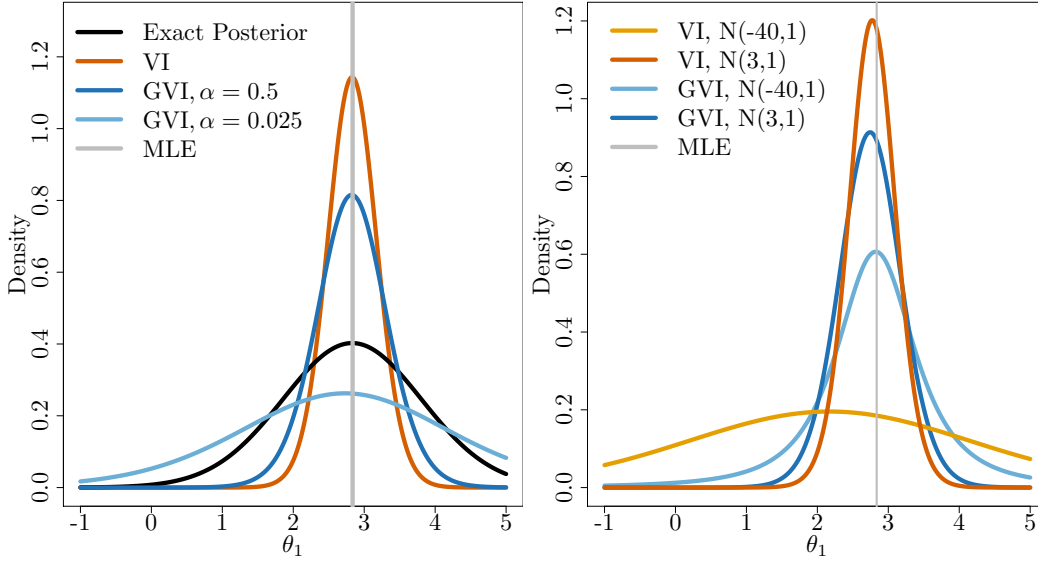 Exact Posterior
VI
GVI, α = 0.5
GVI, α = 0.025
MLE
Density
0.0
0.2
0.4
0.6
0.8
1.0
1.2
-1
0
1
2
3
4
5
θ₁
VI, N(-40,1)
VI, N(3,1)
GVI, N(-40,1)
GVI, N(3,1)
MLE
Density
0.0
0.2
0.4
0.6
0.8
1.0
1.2
-1
0
1
2
3
4
5
θ₁